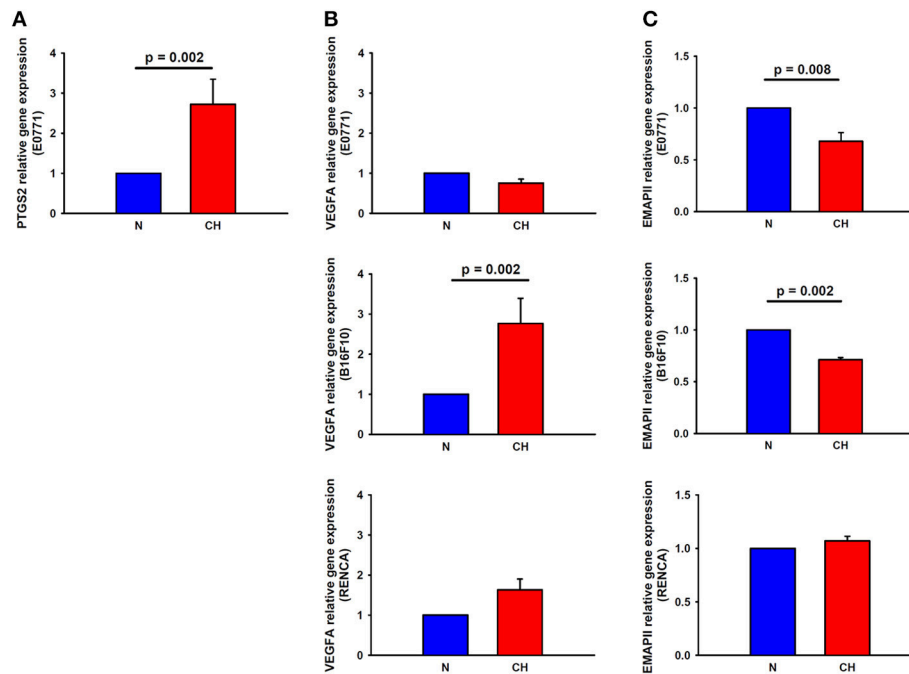 A
PTGS2 relative gene expression
(E0771)
4
3
2
1
0
p = 0.002
N
CH
B
VEGFA relative gene expression
(E0771)
4
3
2
1
0
N
CH
VEGFA relative gene expression
(B16F10)
4
3
2
1
0
p = 0.002
N
CH
VEGFA relative gene expression
(RENCA)
4
3
2
1
0
N
CH
C
EMAPII relative gene expression
(E0771)
1.5
1.0
0.5
0.0
p = 0.008
N
CH
EMAPII relative gene expression
(B16F10)
1.5
1.0
0.5
0.0
p = 0.002
N
CH
EMAPII relative gene expression
(RENCA)
1.5
1.0
0.5
0.0
N
CH